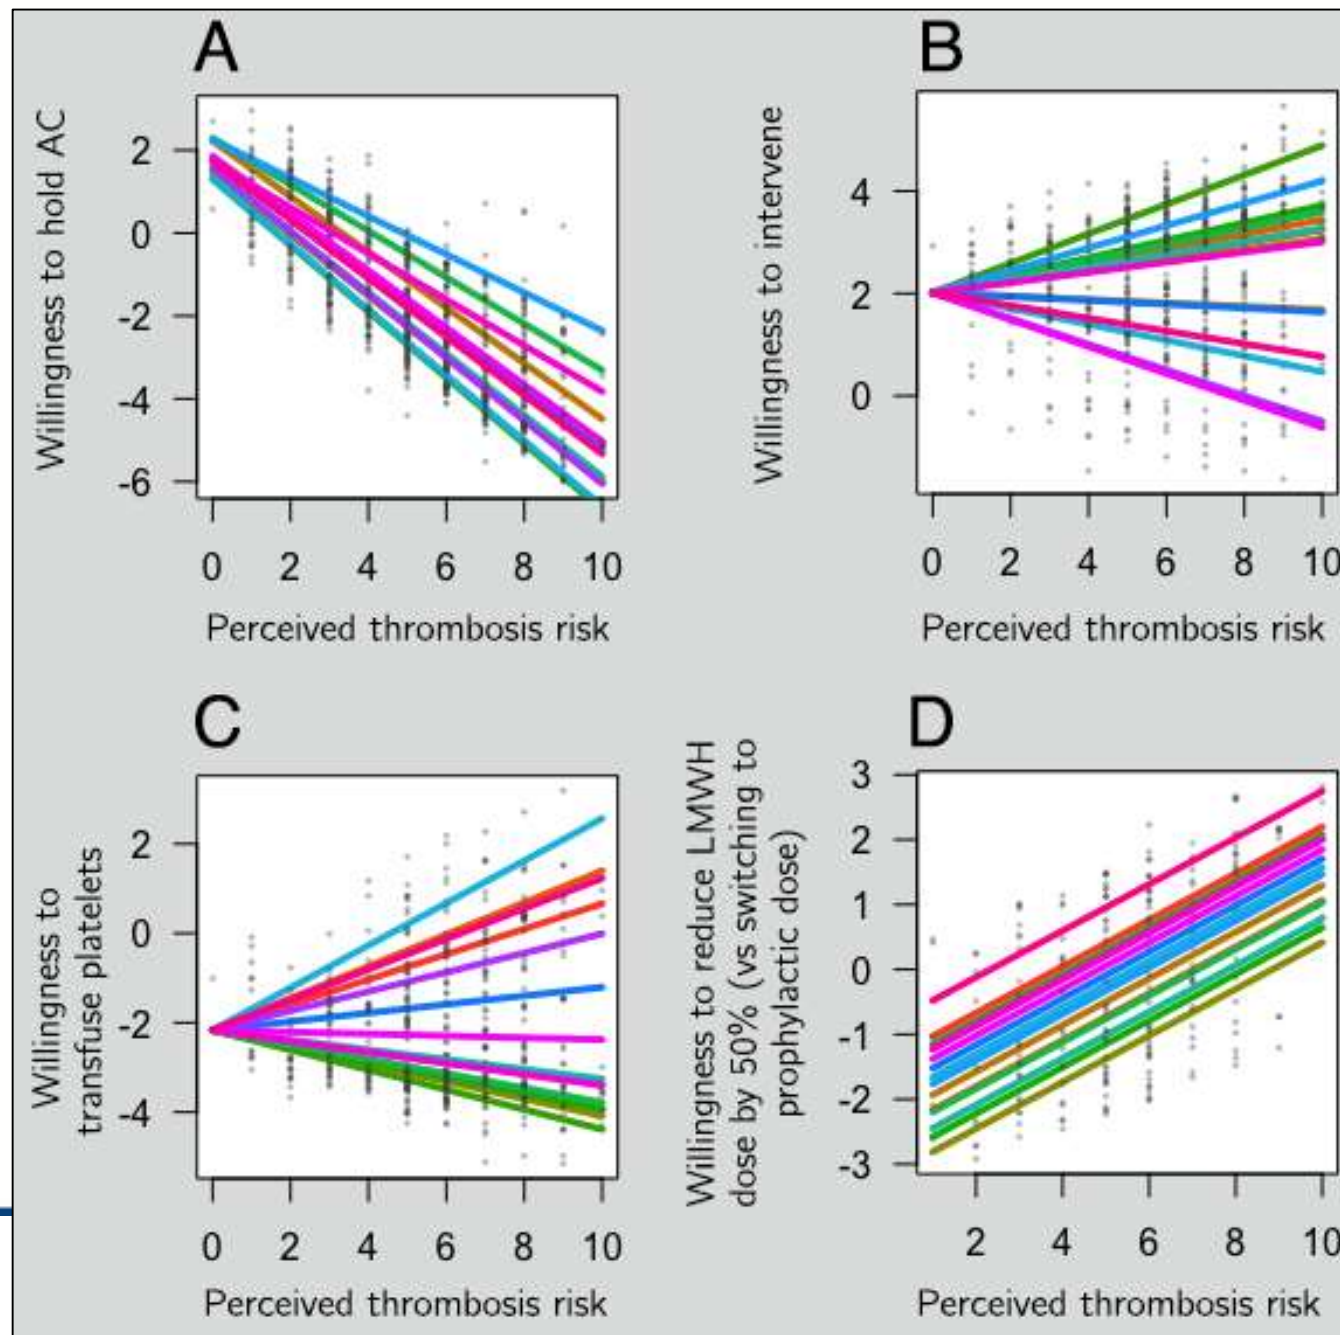 A
Willingness to hold AC
2
0
-2
-4
-6
0 2 4 6 8 10
Perceived thrombosis risk
B
Willingness to intervene
4
2
0
0 2 4 6 8 10
Perceived thrombosis risk
C
Willingness to
transfuse platelets
2
0
-2
-4
0 2 4 6 8 10
Perceived thrombosis risk
D
Willingness to reduce LMWH
dose by 50% (vs switching to
prophylactic dose)
3
2
1
0
-1
-2
-3
2 4 6 8 10
Perceived thrombosis risk